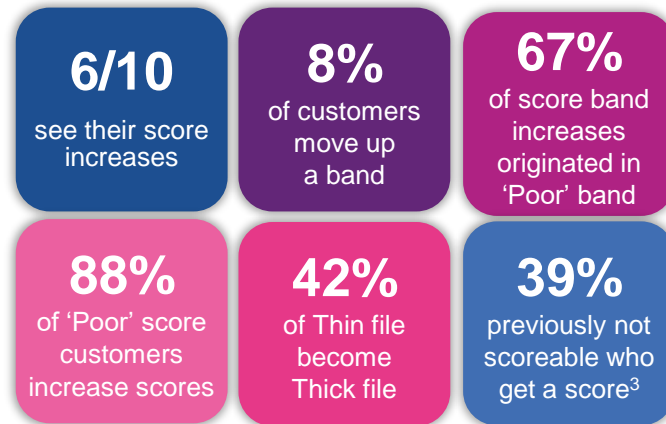 6/10
see their score
increases
8%
of customers
move up
a band
67%
of score band
increases
originated in
‘Poor’ band
88%
of ‘Poor’ score
customers
increase scores
42%
of Thin file
become
Thick file
39%
previously not
scoreable who
get a score³